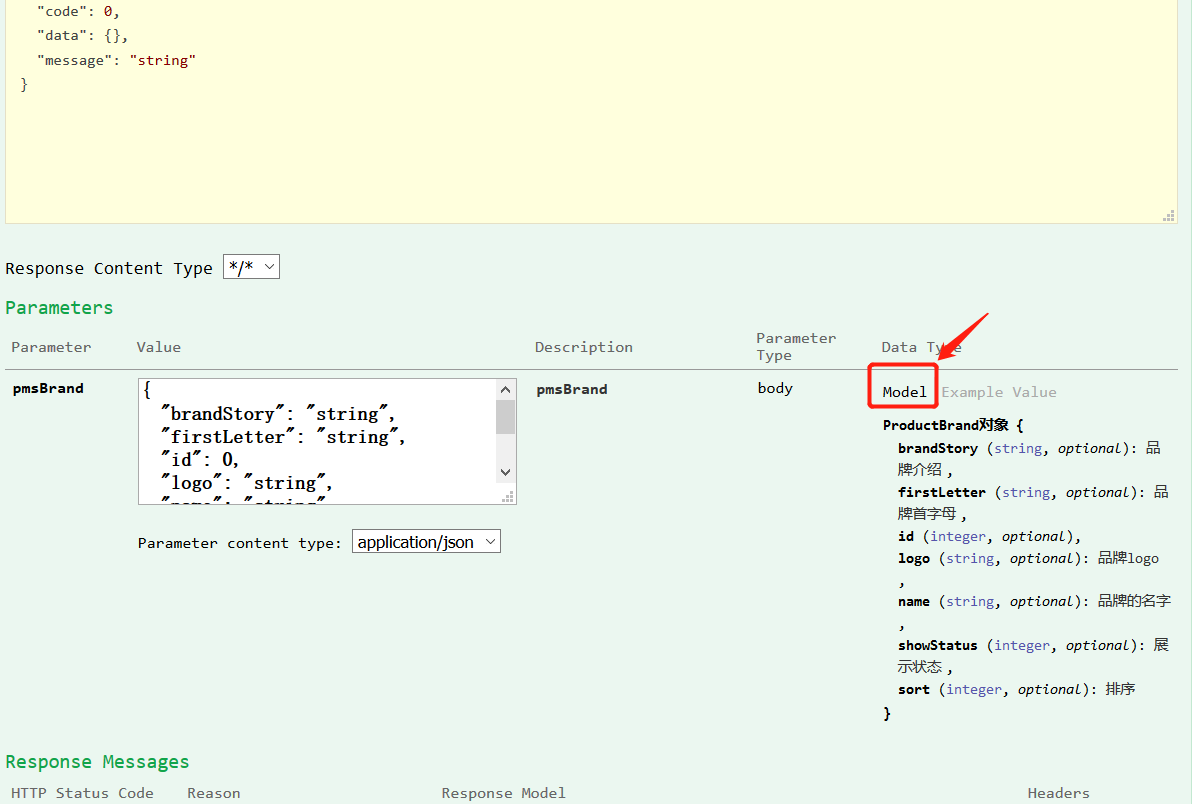 "code": 0,
"data": {},
"message": "string"
}
Response Content Type */*
Parameters
Parameter Value Description Parameter Type Data Type
pmsBrand
{
"brandStory": "string",
"firstLetter": "string",
"id": 0,
"logo": "string",
"name": "string"
Parameter content type: application/json
pmsBrand
body
Model Example Value
ProductBrand对象 {
brandStory (string, optional): 品
牌介绍 ,
firstLetter (string, optional): 品
牌首字母 ,
id (integer, optional),
logo (string, optional): 品牌logo
,
name (string, optional): 品牌的名字
,
showStatus (integer, optional): 展
示状态 ,
sort (integer, optional): 排序
}
Response Messages
HTTP Status Code Reason Response Model Headers